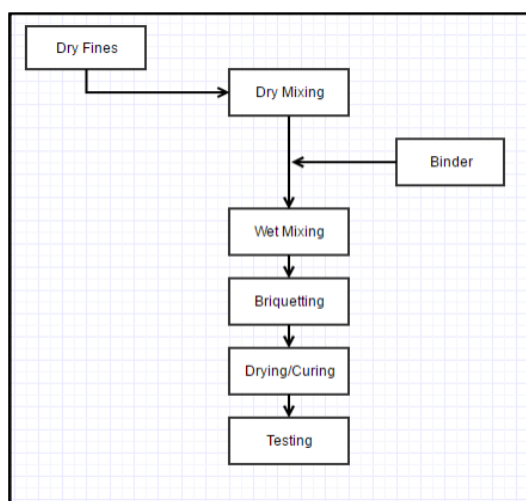 Dry Fines
Dry Mixing
Binder
Wet Mixing
Briquetting
Drying/Curing
Testing